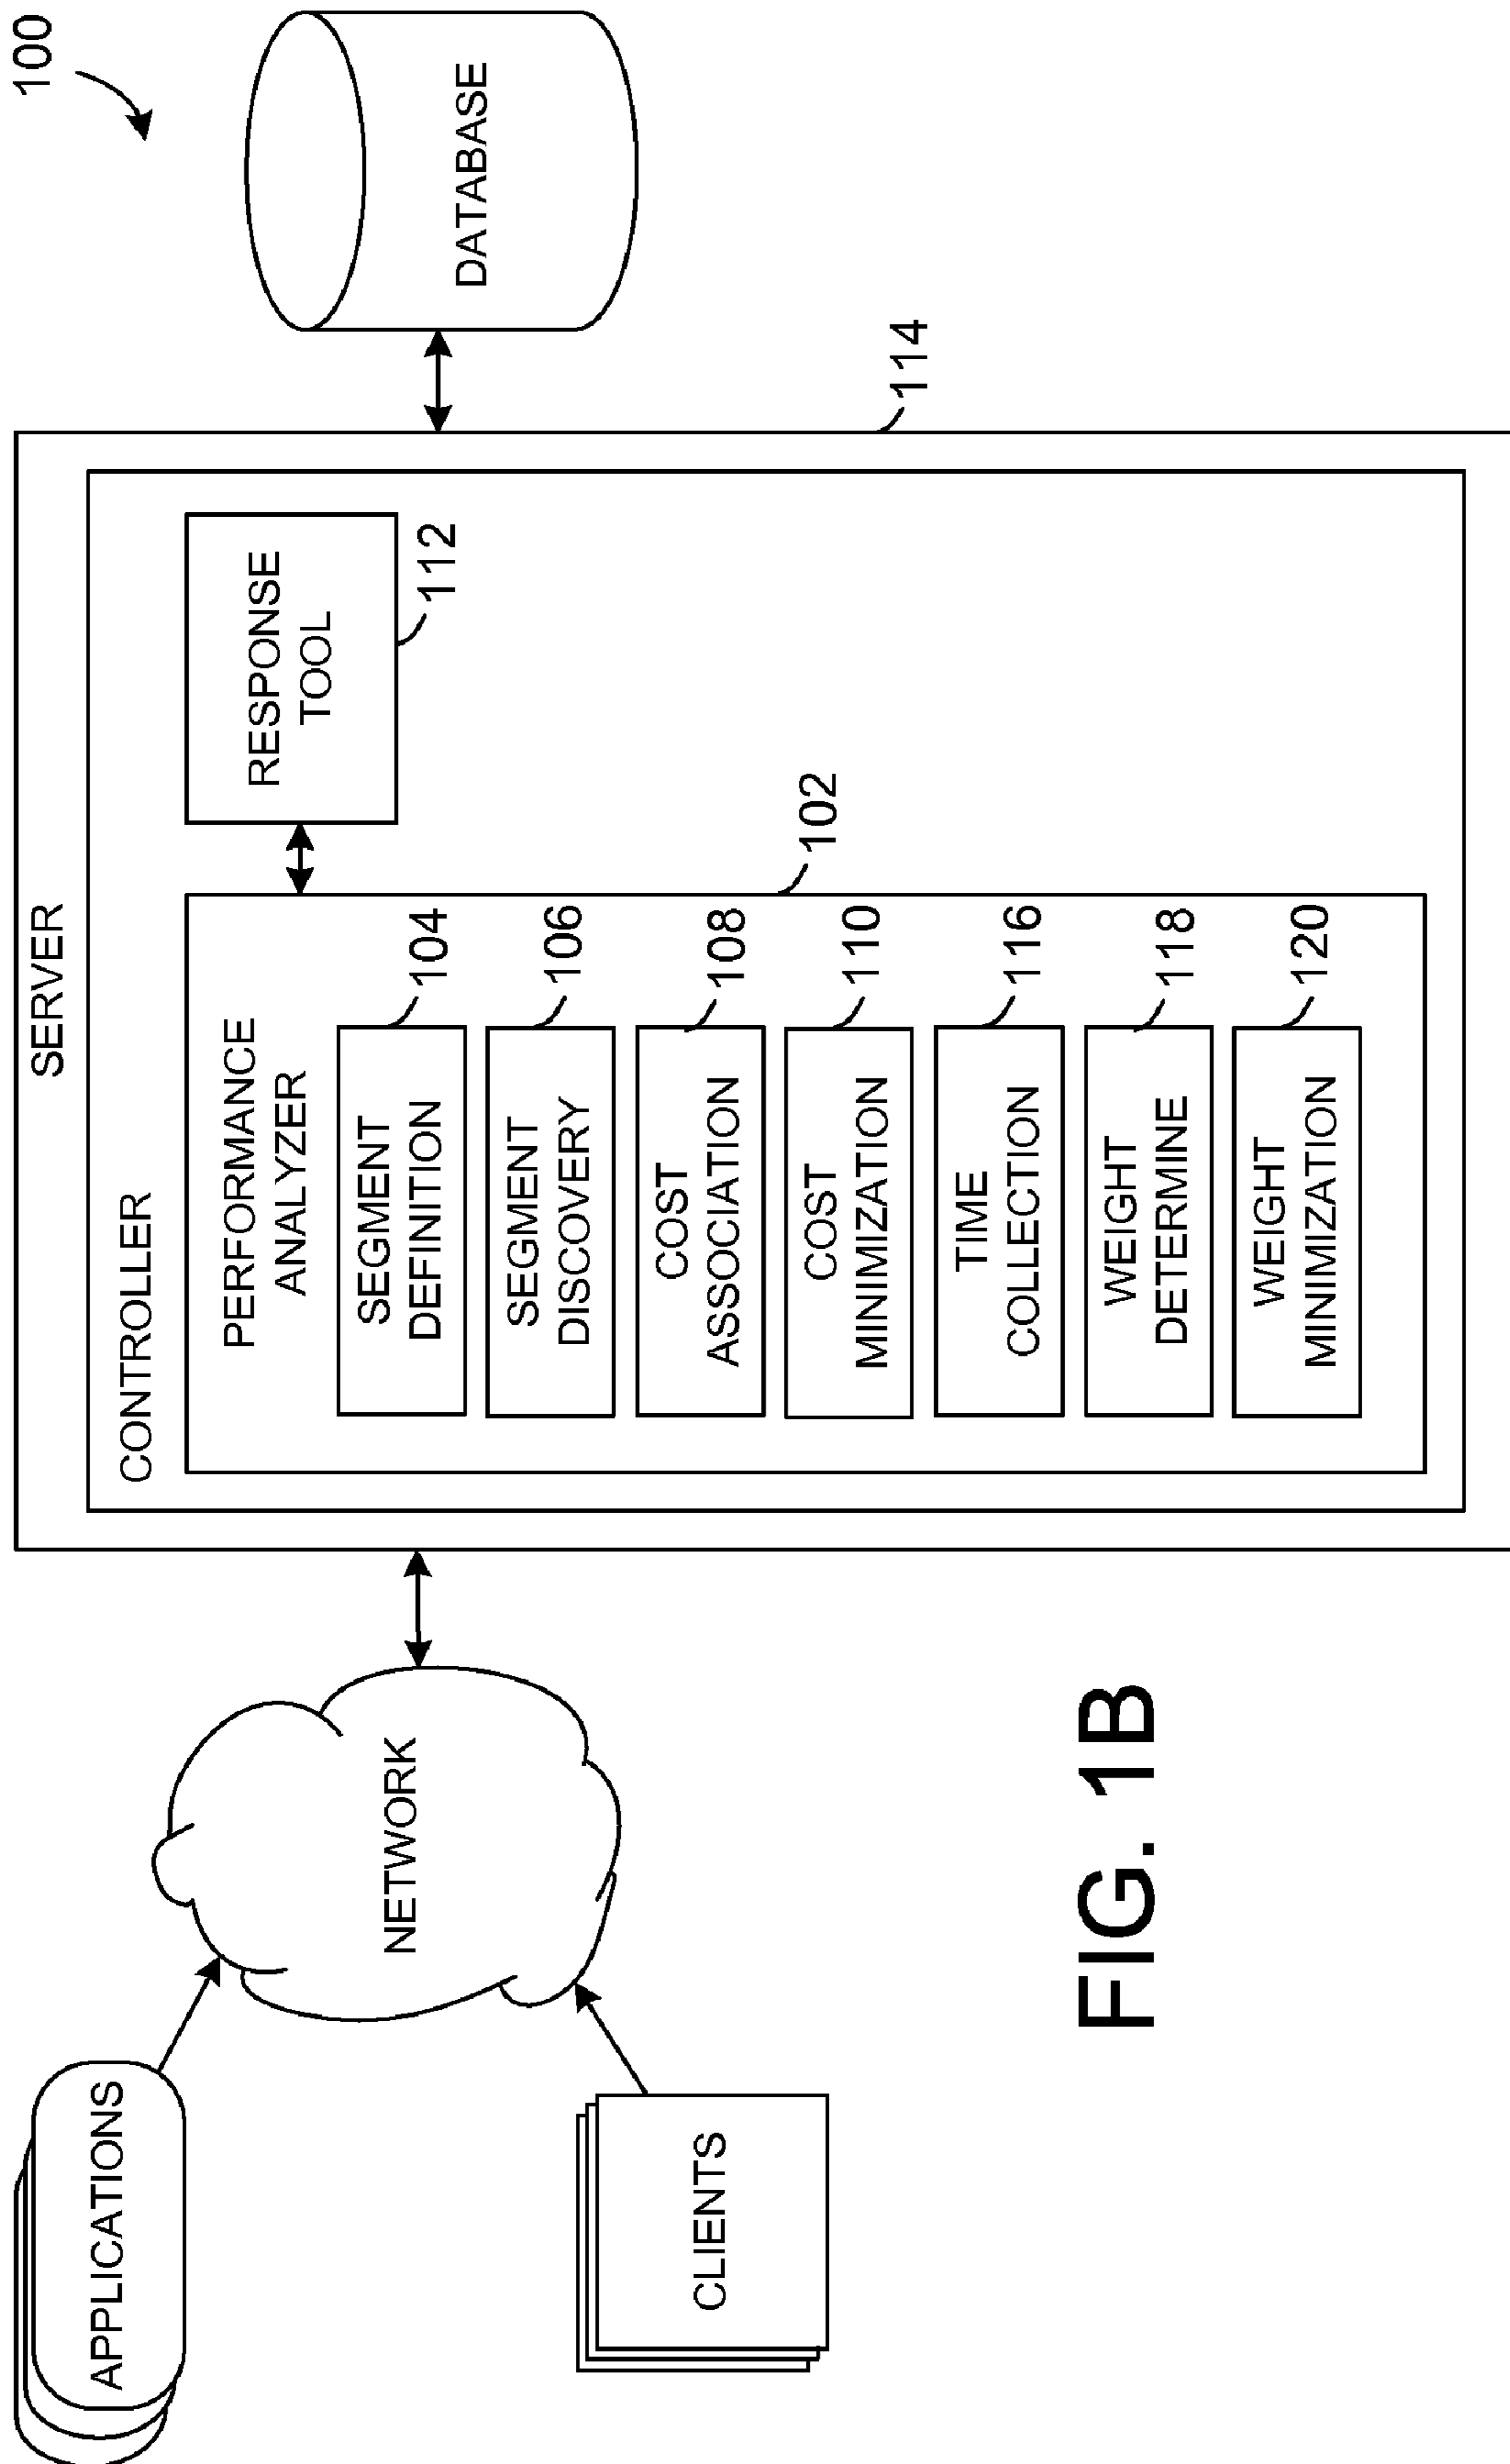 100
APPLICATIONS
CLIENTS
NETWORK
SERVER
CONTROLLER
PERFORMANCE
ANALYZER
SEGMENT
DEFINITION
104
SEGMENT
DISCOVERY
106
COST
ASSOCIATION
108
COST
MINIMIZATION
110
TIME
COLLECTION
116
WEIGHT
DETERMINE
118
WEIGHT
MINIMIZATION
120
102
RESPONSE
TOOL
112
114
DATABASE
FIG. 1B